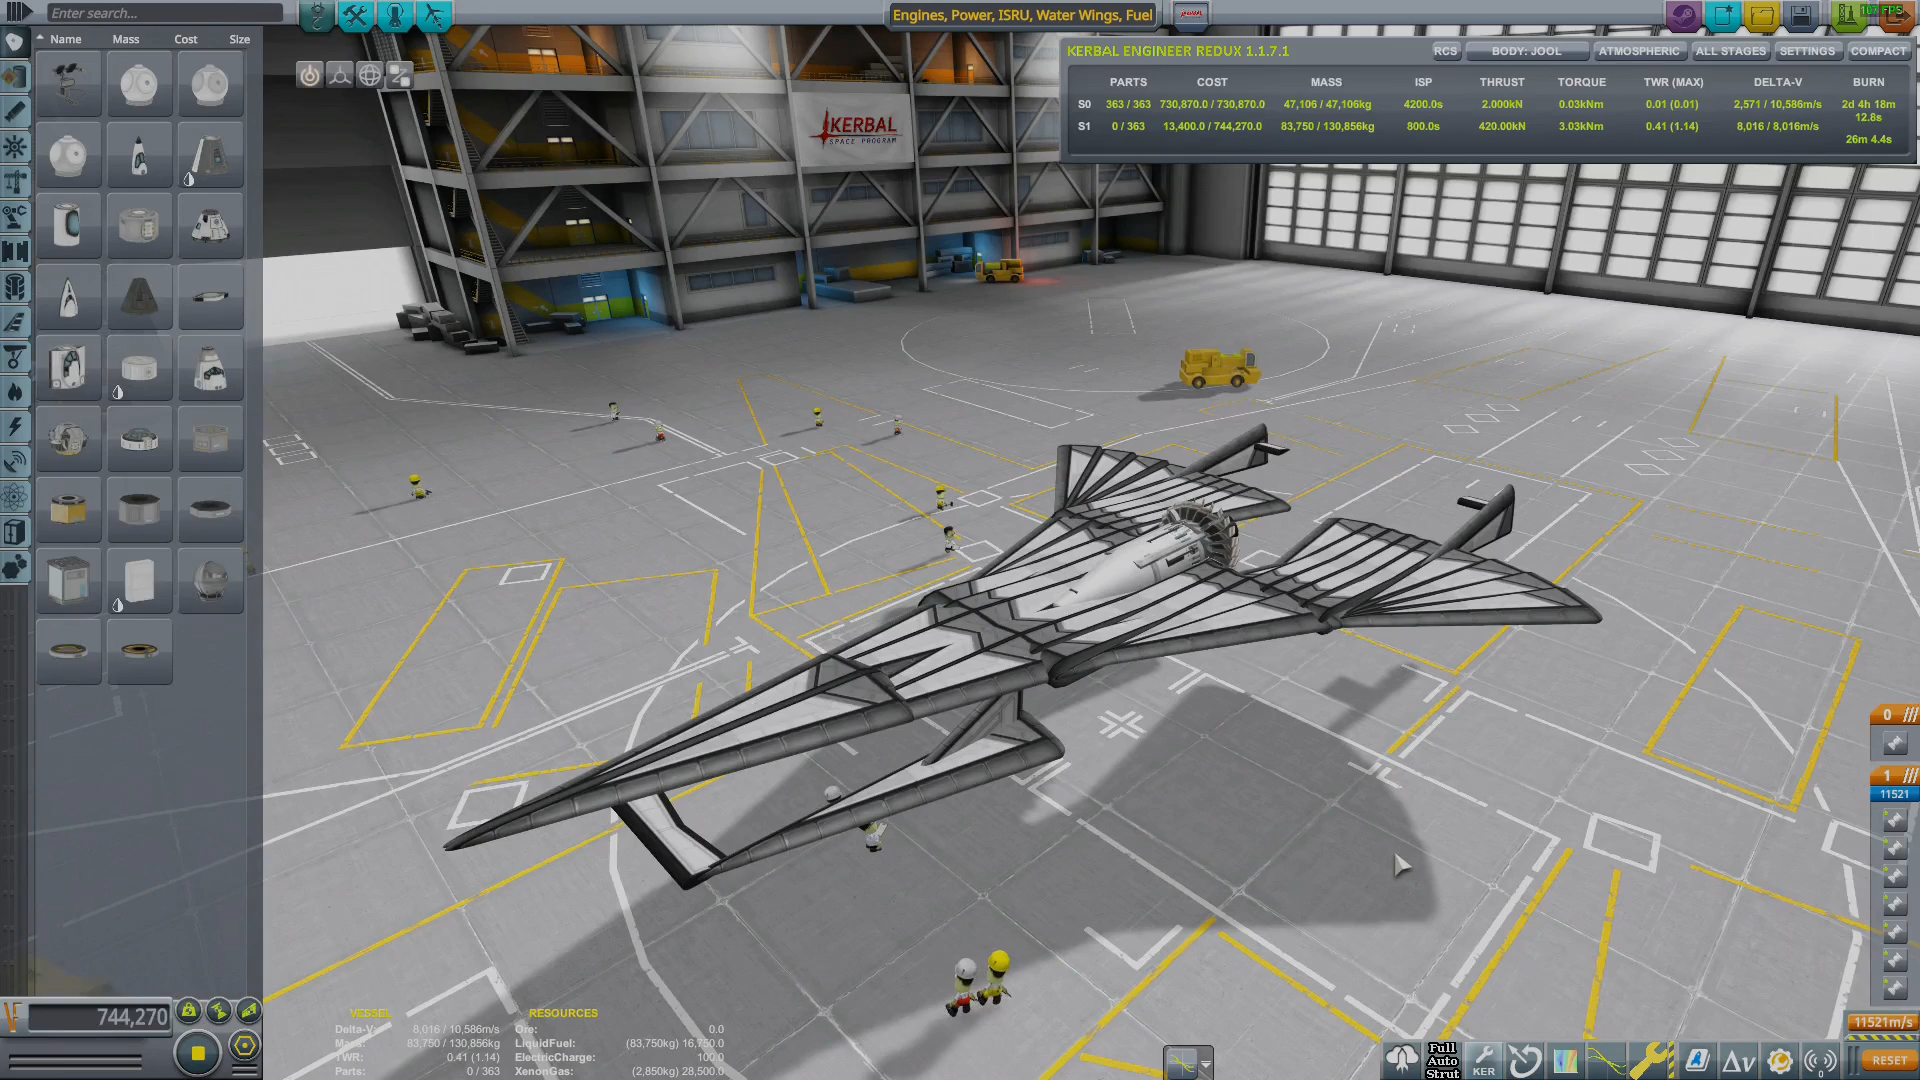 Enter search...
Engines, Power, ISRU, Water Wings, Fuel
107 FPS
Name Mass Cost Size
KERBAL ENGINEER REDUX 1.1.7.1
RCS BODY: JOOL ATMOSPHERIC ALL STAGES SETTINGS COMPACT
PARTS COST MASS ISP THRUST TORQUE TWR (MAX) DELTA-V BURN
S0 363 / 363 730,870.0 / 730,870.0 47,106 / 47,106kg 4200.0s 2.000kN 0.03kNm 0.01 (0.01) 2,571 / 10,586m/s 2d 4h 18m 12.8s
S1 0 / 363 13,400.0 / 744,270.0 83,750 / 130,856kg 800.0s 420.00kN 3.03kNm 0.41 (1.14) 8,016 / 8,016m/s 26m 4.4s
KERBAL
SPACE PROGRAM
0
1
11521
11521m/s
744,270
VESSEL
Delta-V: 8,016 / 10,586m/s
Mass: 83,750 / 130,856kg
TWR: 0.41 (1.14)
Parts: 0 / 363
RESOURCES
Ore: 0.0
LiquidFuel: (83,750kg) 16,750.0
ElectricCharge: 100.0
XenonGas: (2,850kg) 28,500.0
Full
Auto
Strut
KER
Δv
0
RESET